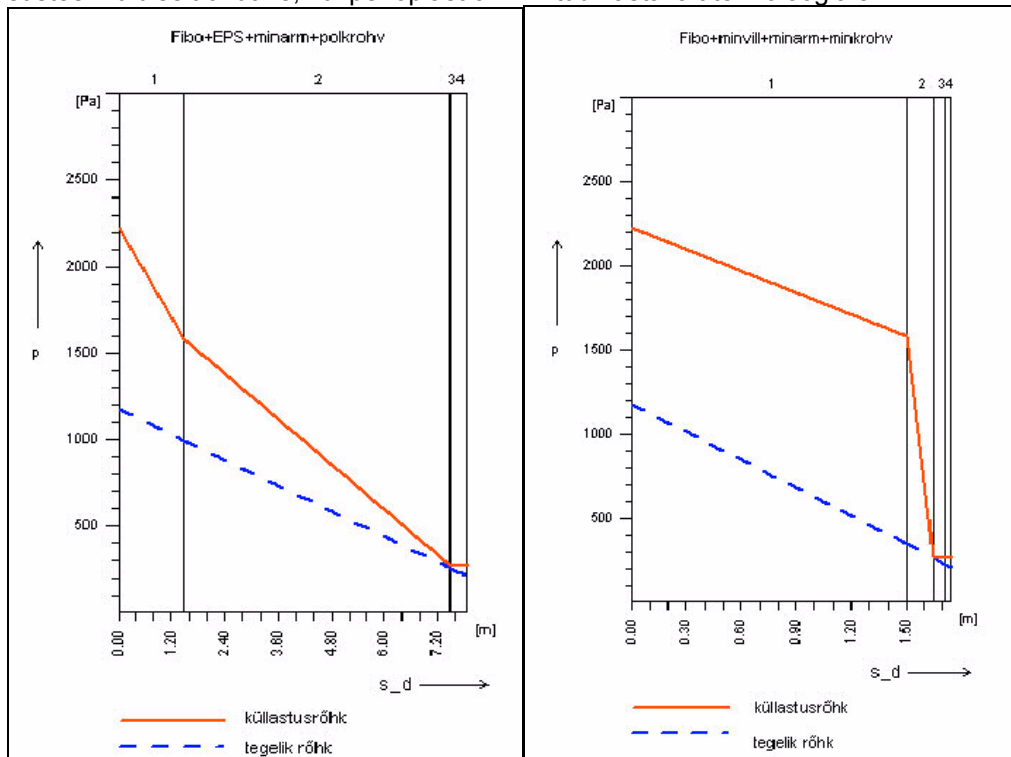 Fibo+EPS+minarm+polkrohv
1 2 34
[Pa]
2500
2000
p
1500
1000
500
0.00 1.20 2.40 3.60 4.80 6.00 7.20
[m]
s_d
küllastusrõhk
tegelik rõhk
Fibo+minvill+minarm+minkrohv
1 2 34
[Pa]
2500
2000
p
1500
1000
500
0.00 0.30 0.60 0.90 1.20 1.50
[m]
s_d
küllastusrõhk
tegelik rõhk